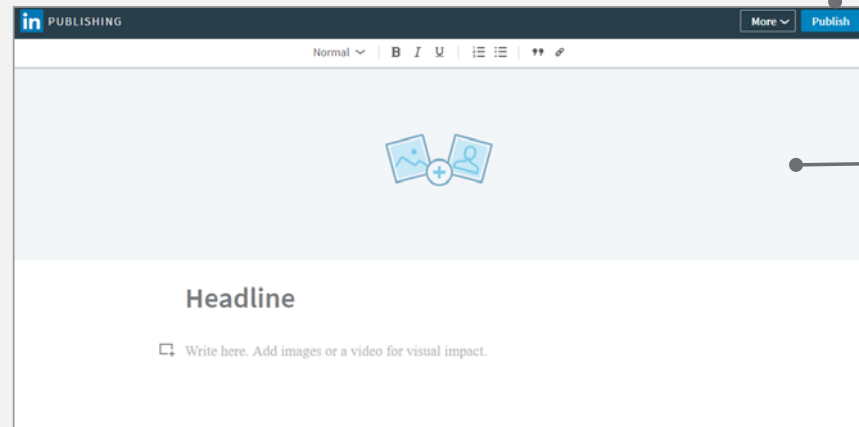 in PUBLISHING More Publish
Normal B I U
Headline
Write here. Add images or a video for visual impact.